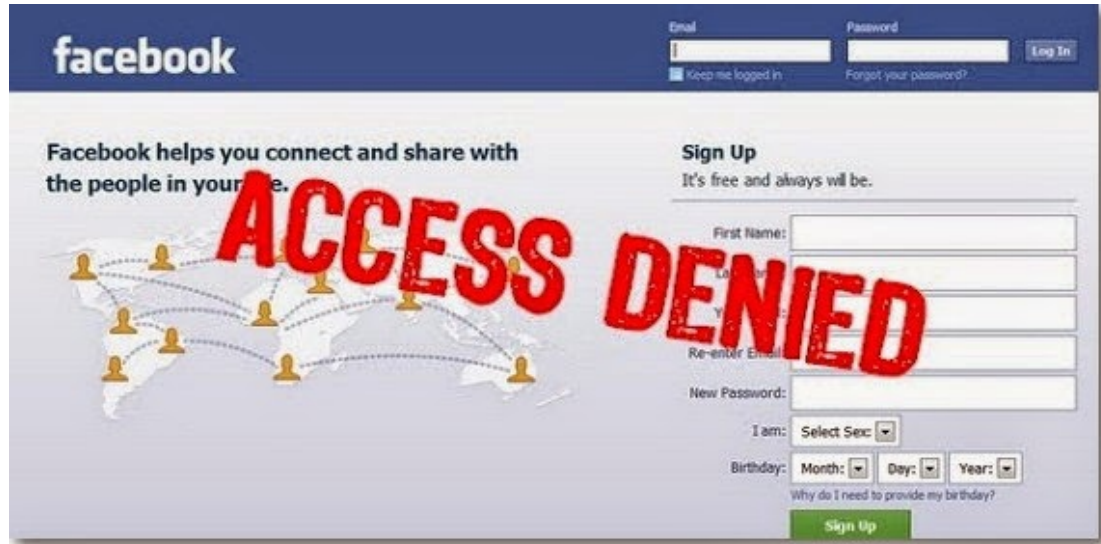 facebook
Email
Password
Log In
Keep me logged in
Forgot your password?
Facebook helps you connect and share with
the people in your
ACCESS DENIED
Sign Up
It's free and always will be.
First Name:
Re-enter Email
New Password:
I am:
Select Sex:
Birthday:
Month:
Day:
Year:
Why do I need to provide my birthday?
Sign Up